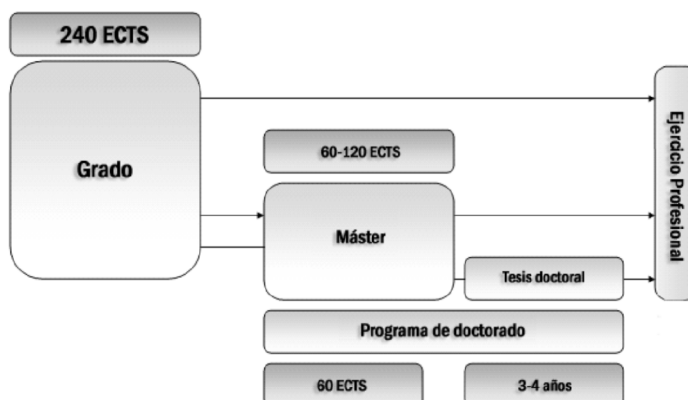 240 ECTS
Grado
60-120 ECTS
Máster
Tesis doctoral
Ejercicio Profesional
Programa de doctorado
60 ECTS
3-4 años